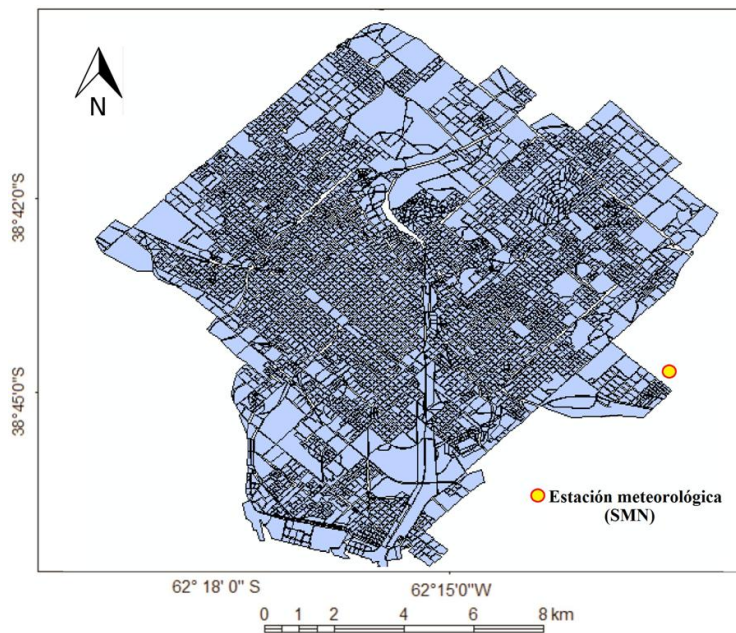 N
38°42'0"S
38°45'0"S
Estación meteorológica
(SMN)
62° 18' 0" S
62°15'0"W
0 1 2 4 6 8 km